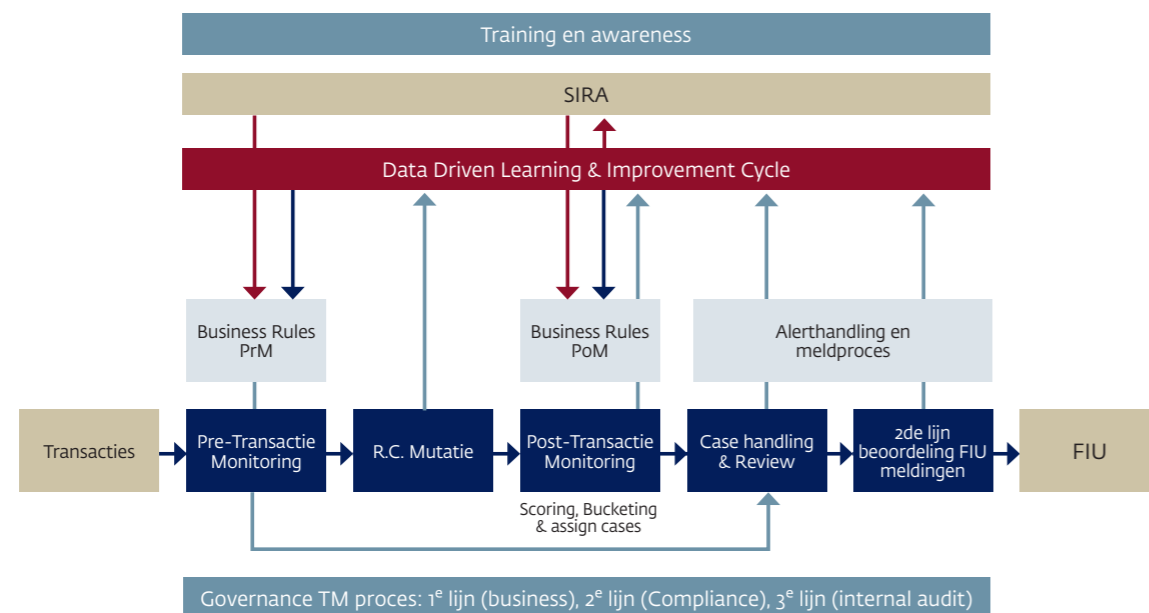 Training en awareness
SIRA
Data Driven Learning & Improvement Cycle
Business Rules
PrM
Business Rules
PoM
Alerthandling en
meldproces
Transacties
Pre-Transactie
Monitoring
R.C. Mutatie
Post-Transactie
Monitoring
Case handling
& Review
2de lijn
beoordeling FIU
meldingen
FIU
Scoring, Bucketing
& assign cases
Governance TM proces: 1e lijn (business), 2e lijn (Compliance), 3e lijn (internal audit)